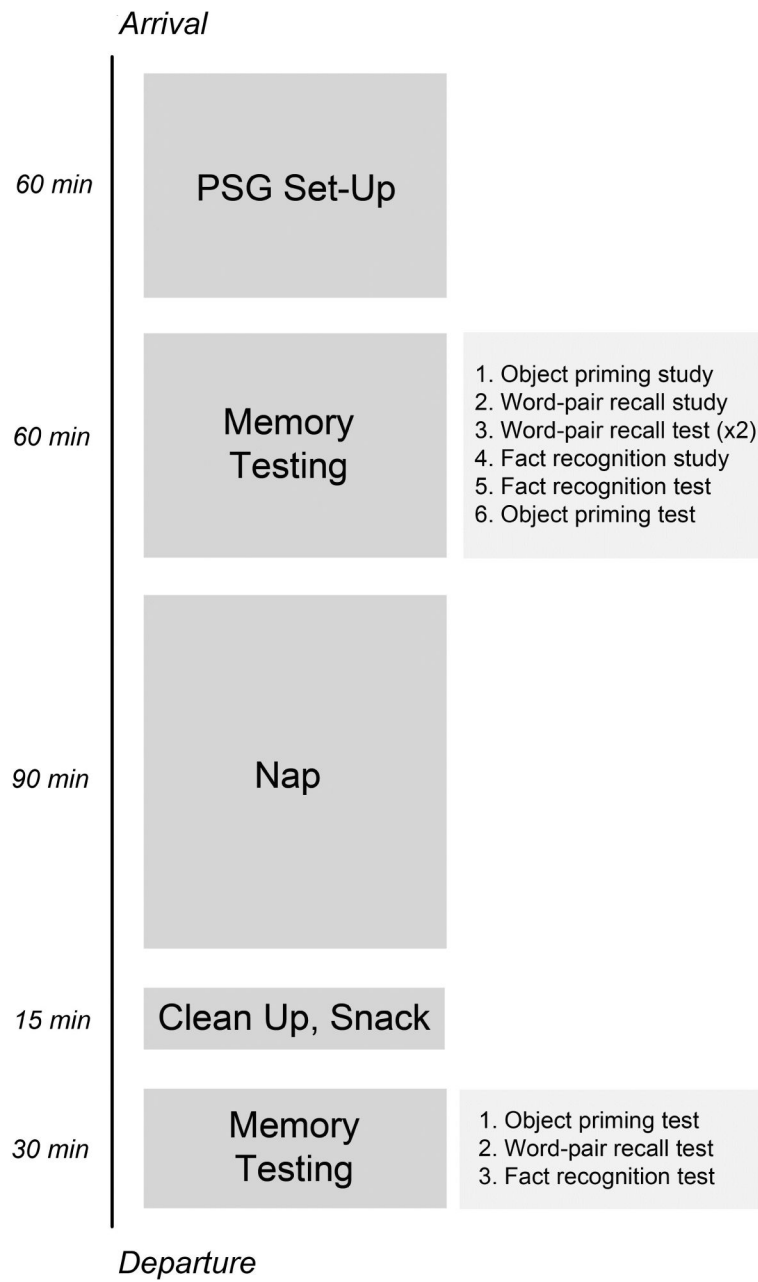 Arrival
60 min
PSG Set-Up
60 min
Memory
Testing
1. Object priming study
2. Word-pair recall study
3. Word-pair recall test (x2)
4. Fact recognition study
5. Fact recognition test
6. Object priming test
90 min
Nap
15 min
Clean Up, Snack
30 min
Memory
Testing
1. Object priming test
2. Word-pair recall test
3. Fact recognition test
Departure